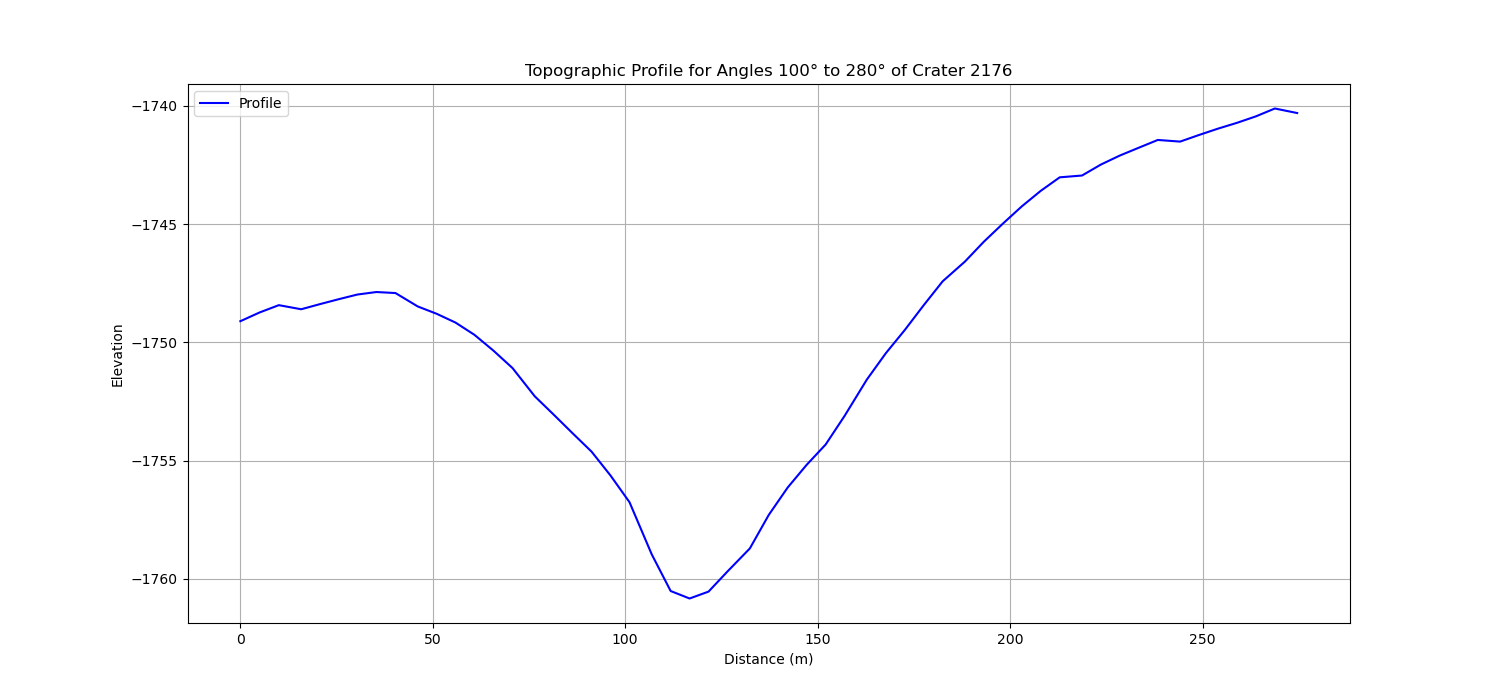 Topographic Profile for Angles 100° to 280° of Crater 2176
Profile
−1740
−1745
−1750
−1755
−1760
Elevation
0 50 100 150 200 250
Distance (m)